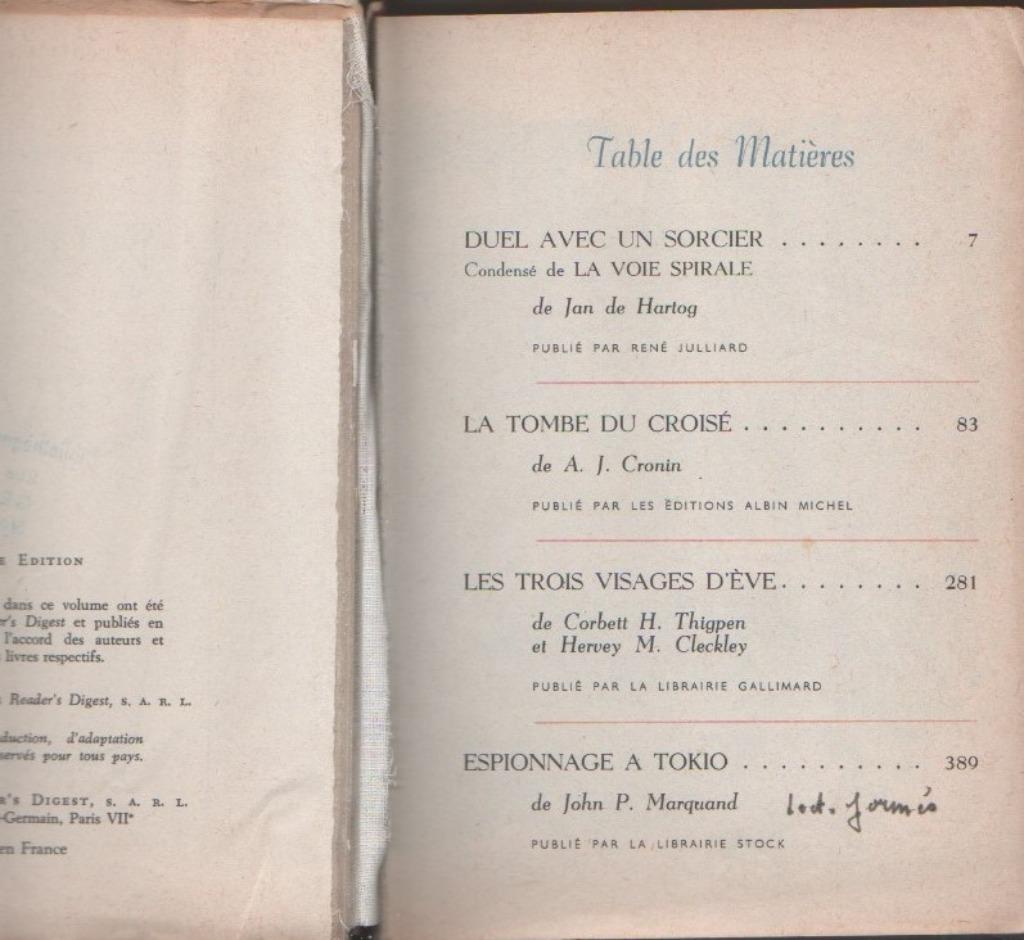 E EDITION
dans ce volume ont été
r's Digest et publiés en
l'accord des auteurs et
livres respectifs.
Reader's Digest, S. A. R. L.
duction, d'adaptation
servés pour tous pays.
R'S DIGEST, S. A. R. L.
-Germain, Paris VIIe
en France
Table des Matières
DUEL AVEC UN SORCIER . . . . . . . . 7
Condensé de LA VOIE SPIRALE
de Jan de Hartog
PUBLIÉ PAR RENÉ JULLIARD
LA TOMBE DU CROISÉ . . . . . . . . . . 83
de A. J. Cronin
PUBLIÉ PAR LES ÉDITIONS ALBIN MICHEL
LES TROIS VISAGES D'ÈVE . . . . . . . . 281
de Corbett H. Thigpen
et Hervey M. Cleckley
PUBLIÉ PAR LA LIBRAIRIE GALLIMARD
ESPIONNAGE A TOKIO . . . . . . . . . . 389
de John P. Marquand
PUBLIÉ PAR LA LIBRAIRIE STOCK